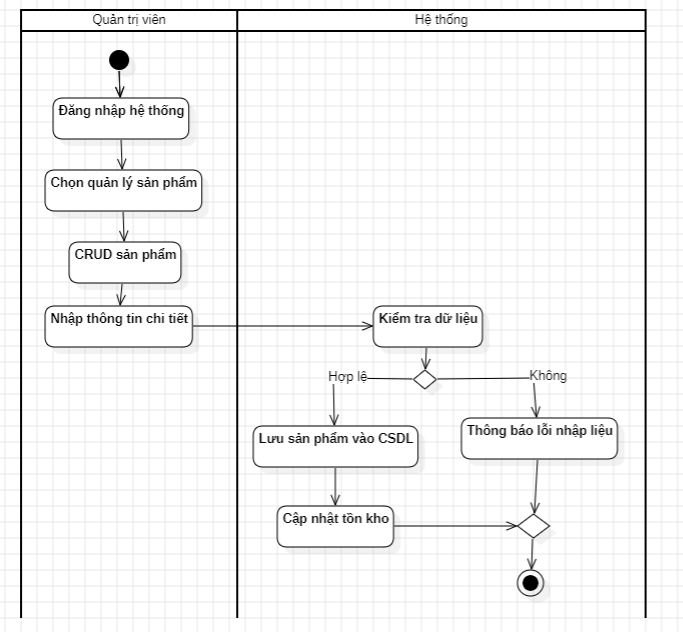 Quản trị viên
Hệ thống
Đăng nhập hệ thống
Chọn quản lý sản phẩm
CRUD sản phẩm
Nhập thông tin chi tiết
Kiểm tra dữ liệu
Hợp lệ
Không
Lưu sản phẩm vào CSDL
Thông báo lỗi nhập liệu
Cập nhật tồn kho